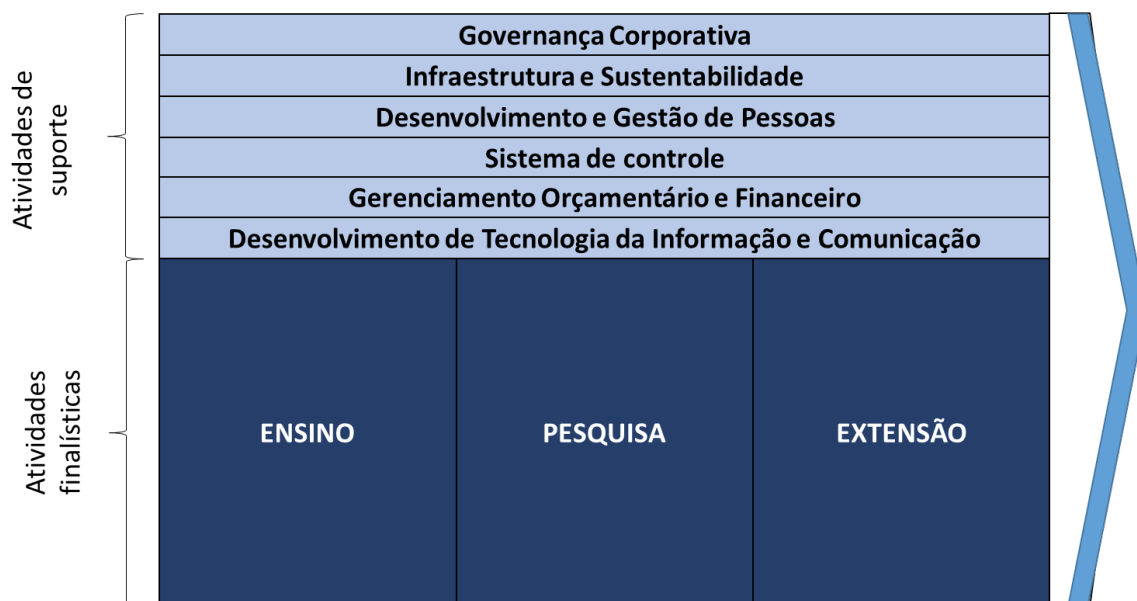 Atividades de
suporte
Governança Corporativa
Infraestrutura e Sustentabilidade
Desenvolvimento e Gestão de Pessoas
Sistema de controle
Gerenciamento Orçamentário e Financeiro
Desenvolvimento de Tecnologia da Informação e Comunicação
Atividades
finalísticas
ENSINO
PESQUISA
EXTENSÃO